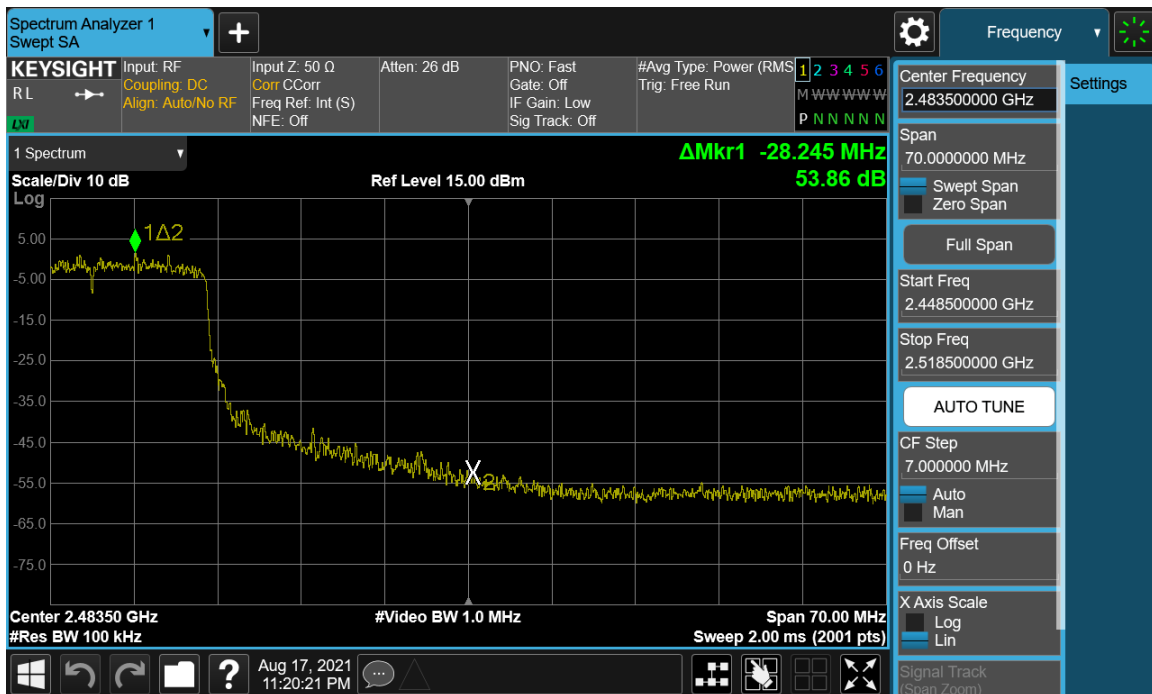 Spectrum Analyzer 1
Swept SA
+
Frequency
KEYSIGHT
RL
LXI
Input: RF
Coupling: DC
Align: Auto/No RF
Input Z: 50 Ω
Corr CCorr
Freq Ref: Int (S)
NFE: Off
Atten: 26 dB
PNO: Fast
Gate: Off
IF Gain: Low
Sig Track: Off
#Avg Type: Power (RMS
Trig: Free Run
1 2 3 4 5 6
M W W W W W
P N N N N N
1 Spectrum
ΔMkr1 -28.245 MHz
Scale/Div 10 dB
Ref Level 15.00 dBm
53.86 dB
Log
1Δ2
5.00
-5.00
-15.0
-25.0
-35.0
-45.0
X2
-55.0
-65.0
-75.0
Center 2.48350 GHz
#Video BW 1.0 MHz
Span 70.00 MHz
#Res BW 100 kHz
Sweep 2.00 ms (2001 pts)
?
Aug 17, 2021
11:20:21 PM
Center Frequency
2.483500000 GHz
Settings
Span
70.0000000 MHz
Swept Span
Zero Span
Full Span
Start Freq
2.448500000 GHz
Stop Freq
2.518500000 GHz
AUTO TUNE
CF Step
7.000000 MHz
Auto
Man
Freq Offset
0 Hz
X Axis Scale
Log
Lin
Signal Track
(Span Zoom)